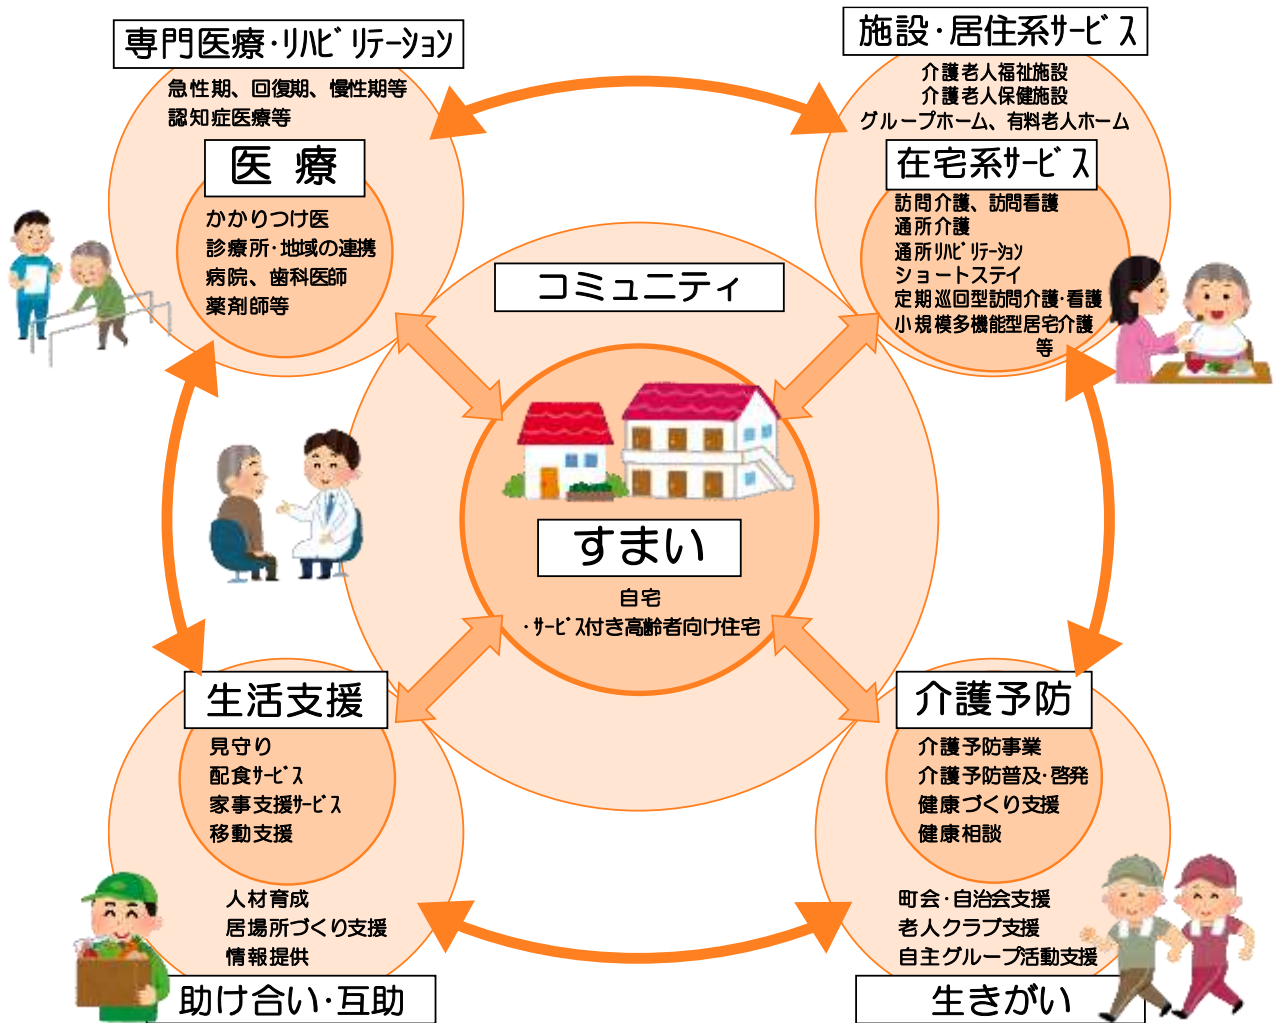 専門医療・リハビリテーション
急性期、回復期、慢性期等
認知症医療等
医療
かかりつけ医
診療所・地域の連携
病院、歯科医師
薬剤師等
施設・居住系サービス
介護老人福祉施設
介護老人保健施設
グループホーム、有料老人ホーム
在宅系サービス
訪問介護、訪問看護
通所介護
通所リハビリテーション
ショートステイ
定期巡回型訪問介護・看護
小規模多機能型居宅介護
等
コミュニティ
すまい
自宅
・サービス付き高齢者向け住宅
生活支援
見守り
配食サービス
家事支援サービス
移動支援
人材育成
居場所づくり支援
情報提供
助け合い・互助
介護予防
介護予防事業
介護予防普及・啓発
健康づくり支援
健康相談
町会・自治会支援
老人クラブ支援
自主グループ活動支援
生きがい